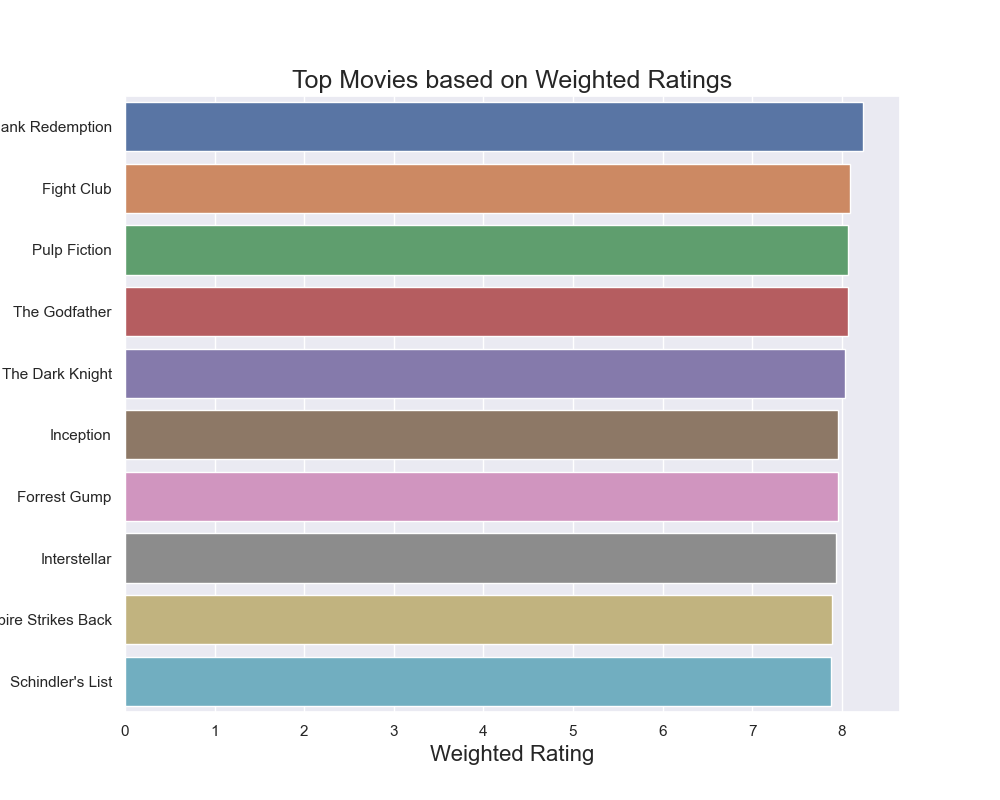 Top Movies based on Weighted Ratings
ank Redemption
Fight Club
Pulp Fiction
The Godfather
The Dark Knight
Inception
Forrest Gump
Interstellar
pire Strikes Back
Schindler's List
0 1 2 3 4 5 6 7 8
Weighted Rating